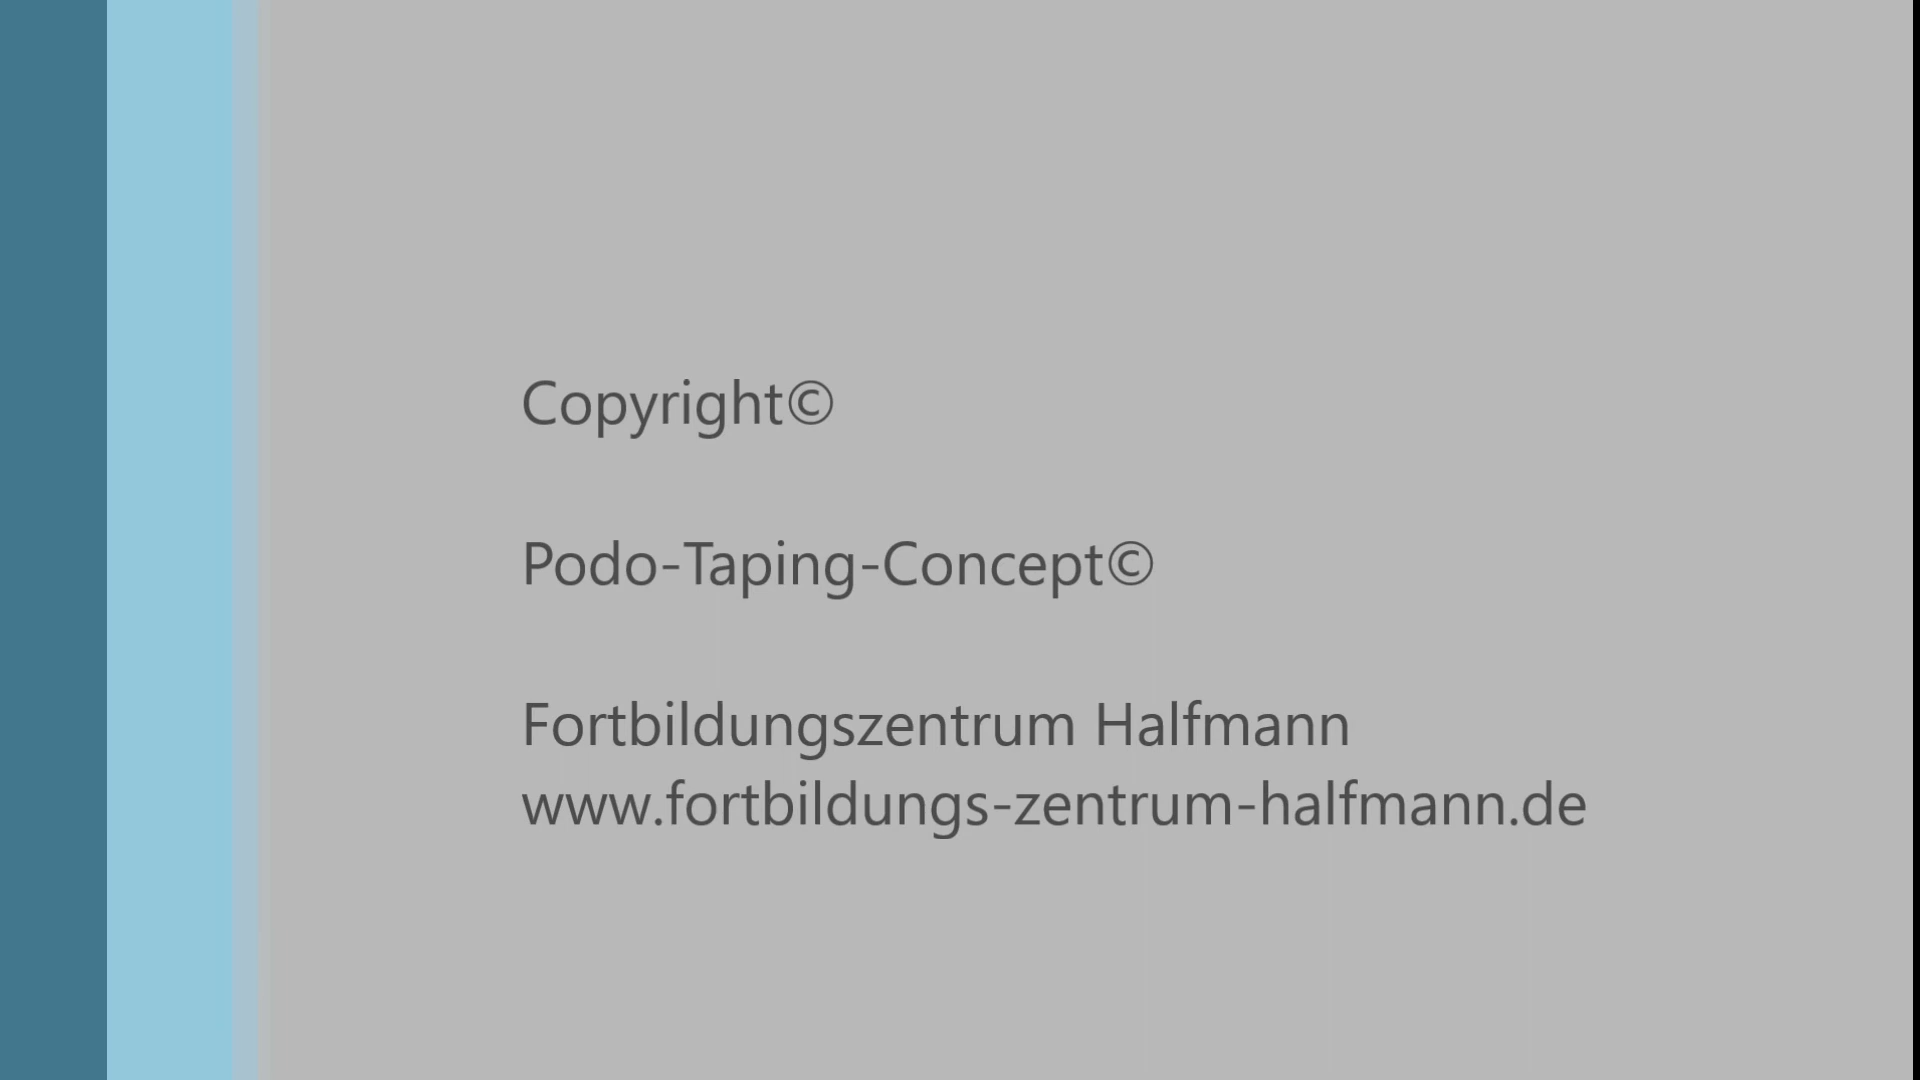 Copyright©
Podo-Taping-Concept©
Fortbildungszentrum Halfmann
www.fortbildungs-zentrum-halfmann.de